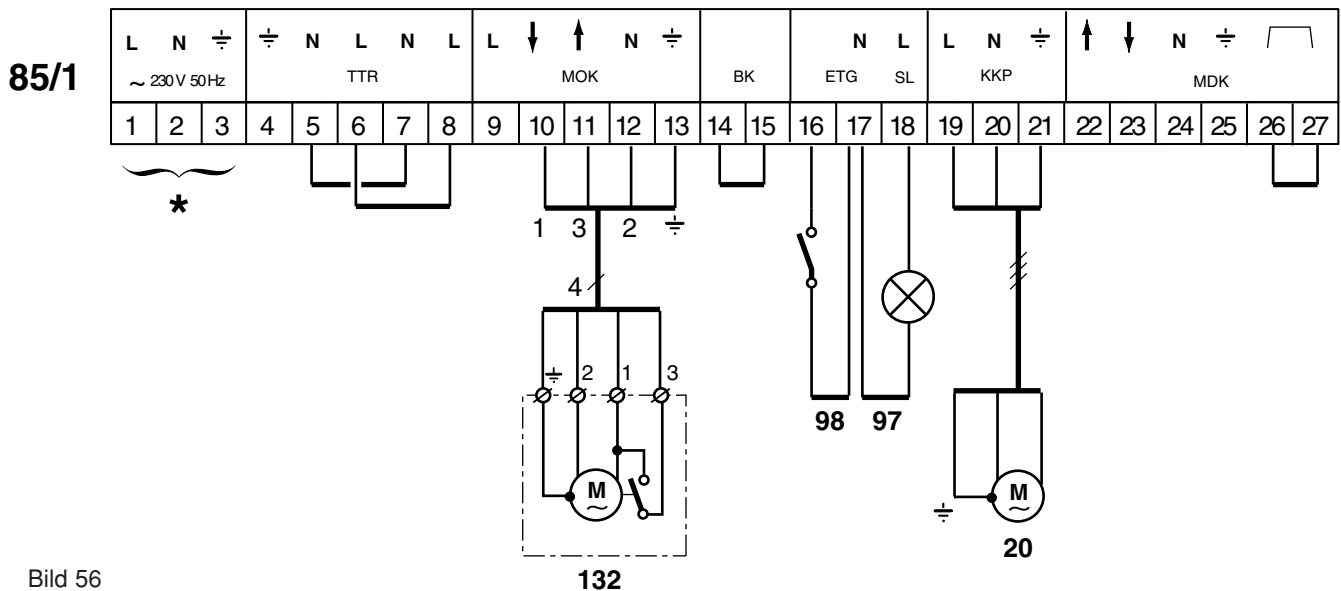 L N ⏚ ⏚ N L N L L ↓ ↑ N ⏚ N L L N ⏚ ↑ ↓ N ⏚
85/1
~ 230 V 50 Hz TTR MOK BK ETG SL KKP MDK
1 2 3 4 5 6 7 8 9 10 11 12 13 14 15 16 17 18 19 20 21 22 23 24 25 26 27
*
1 3 2 ⏚
4
⏚ 2 1 3
98 97
M
~
M
~
⏚
20
Bild 56
132